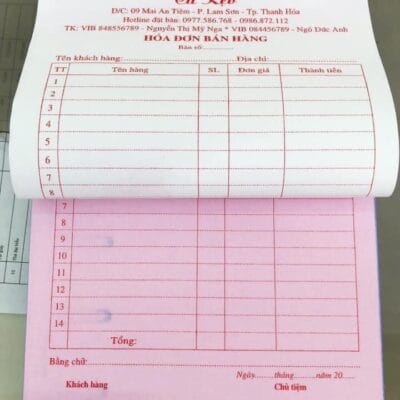 Cu Kẹo
Đ/C: 09 Mai An Tiêm - P. Lam Sơn - Tp. Thanh Hóa
Hotline đặt bàn: 0977.586.768 - 0986.872.112
TK: VIB 848556789 - Nguyễn Thị Mỹ Nga * VIB 084456789 - Ngô Đức Anh
HÓA ĐƠN BÁN HÀNG
Bàn số:
Tên khách hàng: Địa chỉ:
TT Tên hàng SL Đơn giá Thành tiền
1
2
3
4
5
6
7
8
7
8
9
10
11
12
13
14
Tổng:
Bằng chữ:
Ngày.........tháng.........năm 20.....
Khách hàng Chủ tiệm